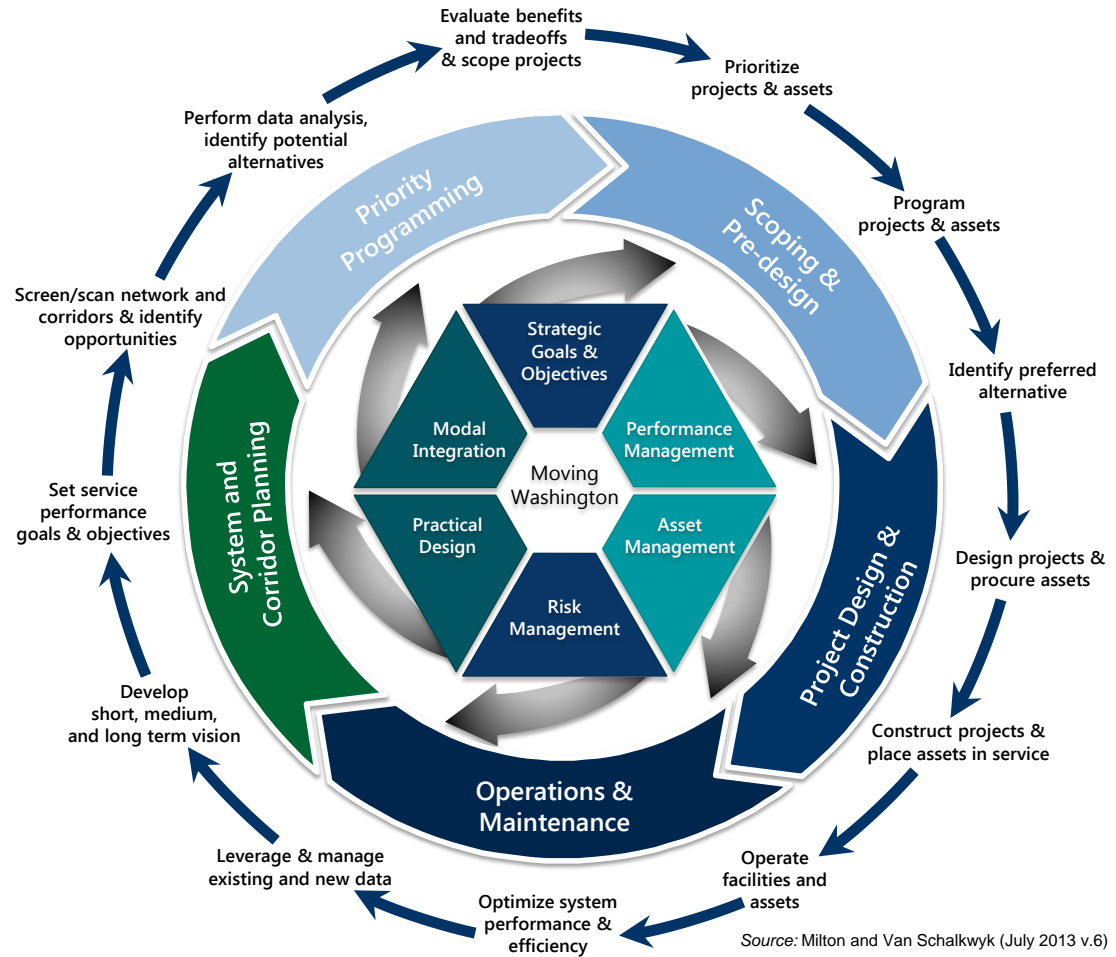 Evaluate benefits
and tradeoffs
& scope projects
Prioritize
projects & assets
Program
projects & assets
Identify preferred
alternative
Design projects &
procure assets
Construct projects &
place assets in service
Operate
facilities and
assets
Optimize system
performance &
efficiency
Leverage & manage
existing and new data
Develop
short, medium,
and long term vision
Set service
performance
goals & objectives
Screen/scan network and
corridors & identify
opportunities
Perform data analysis,
identify potential
alternatives
Priority
Programming
Scoping &
Pre-design
Project Design &
Construction
Operations &
Maintenance
System and
Corridor Planning
Strategic
Goals &
Objectives
Performance
Management
Asset
Management
Risk
Management
Practical
Design
Modal
Integration
Moving
Washington
Source: Milton and Van Schalkwyk (July 2013 v.6)